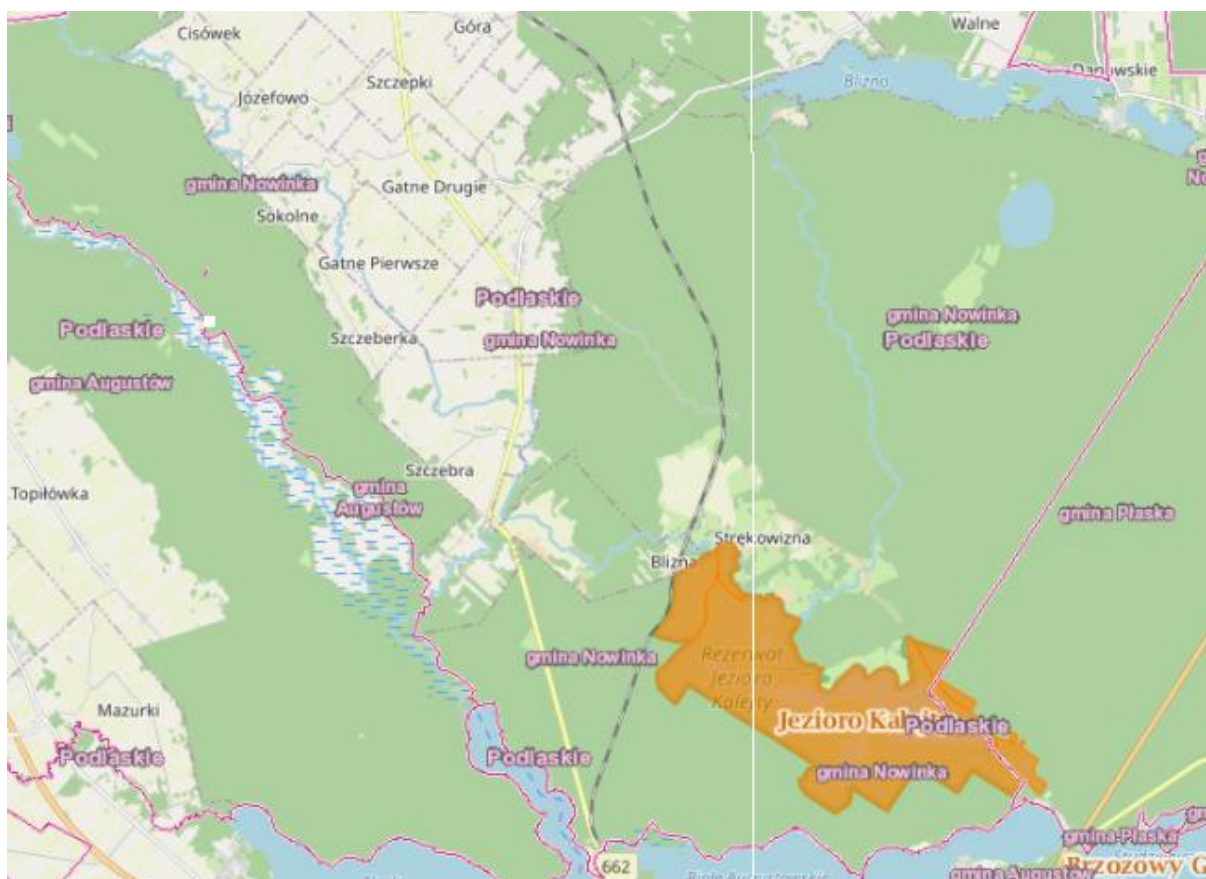 Cisówek
Góra
Walne
Szczepki
Józefowo
Blizno
gmina Nowinka
Gatne Drugie
Sokolne
Gatne Pierwsze
Podlaskie
gmina Nowinka
Podlaskie
gmina Nowinka
Podlaskie
Szczeberka
gmina Augustów
Szczebra
Topiłówka
gmina
Augustów
gmina Płaska
Strękowizna
Blizna
gmina Nowinka
Rezerwat
Jezioro
Kalejty
Mazurki
Jezioro
Podlaskie
Podlaskie
Podlaskie
gmina Nowinka
662
gmina Płaska
gmina Augustów
Brzozowy G